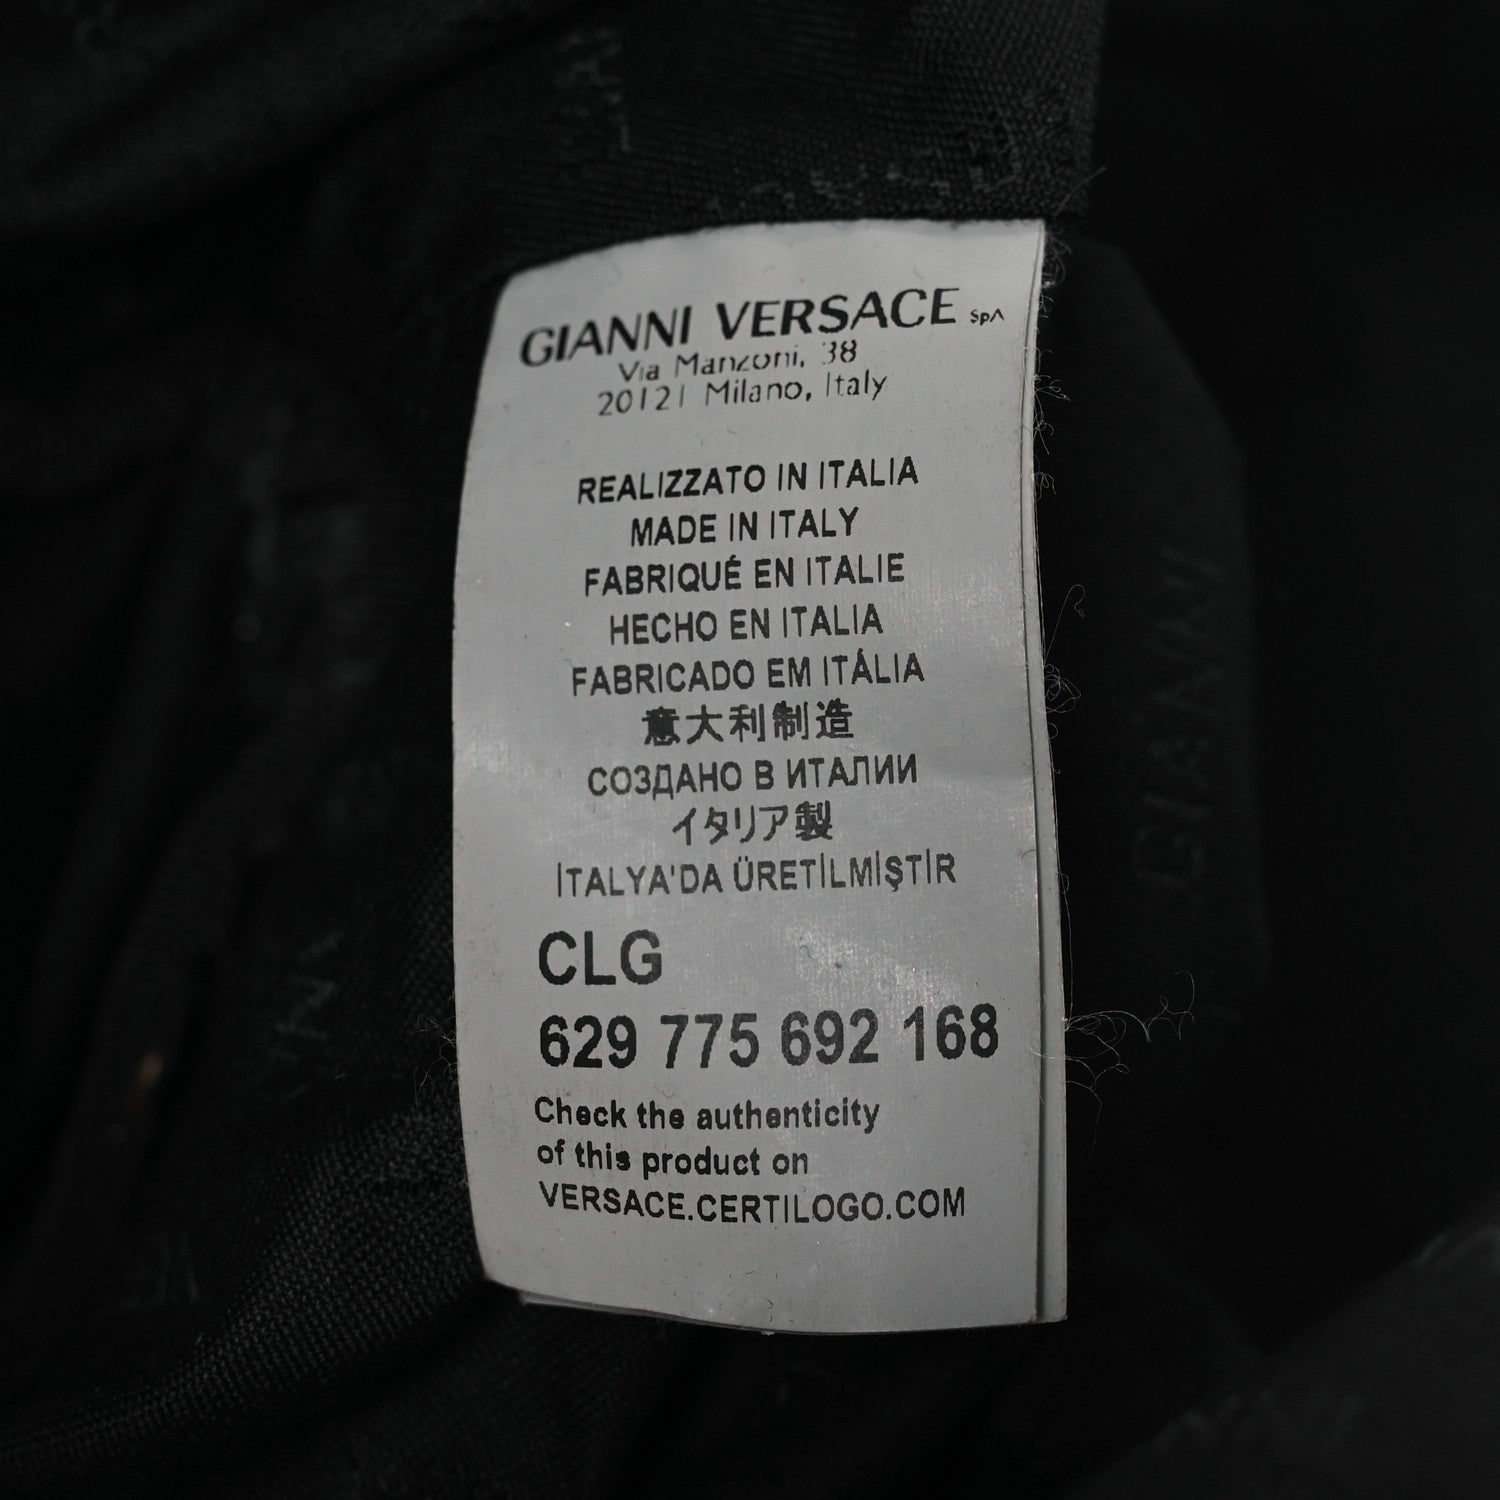 GIANNI VERSACE SpA
Via Manzoni, 38
20121 Milano, Italy
REALIZZATO IN ITALIA
MADE IN ITALY
FABRIQUÉ EN ITALIE
HECHO EN ITALIA
FABRICADO EM ITÁLIA
意大利制造
СОЗДАНО В ИТАЛИИ
イタリア製
İTALYA'DA ÜRETİLMİŞTİR
CLG
629 775 692 168
Check the authenticity
of this product on
VERSACE.CERTILOGO.COM
GIANNI